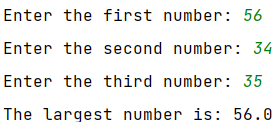 Enter the first number: 56
Enter the second number: 34
Enter the third number: 35
The largest number is: 56.0